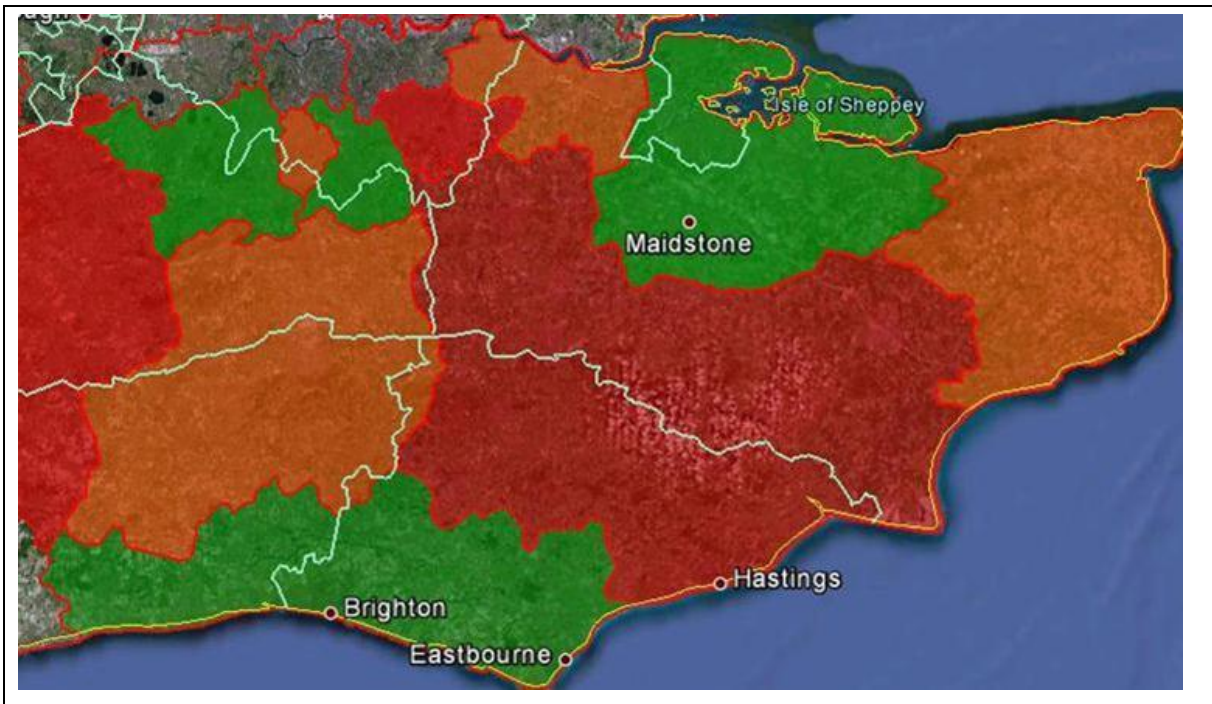 Isle of Sheppey
Maidstone
Hastings
Brighton
Eastbourne